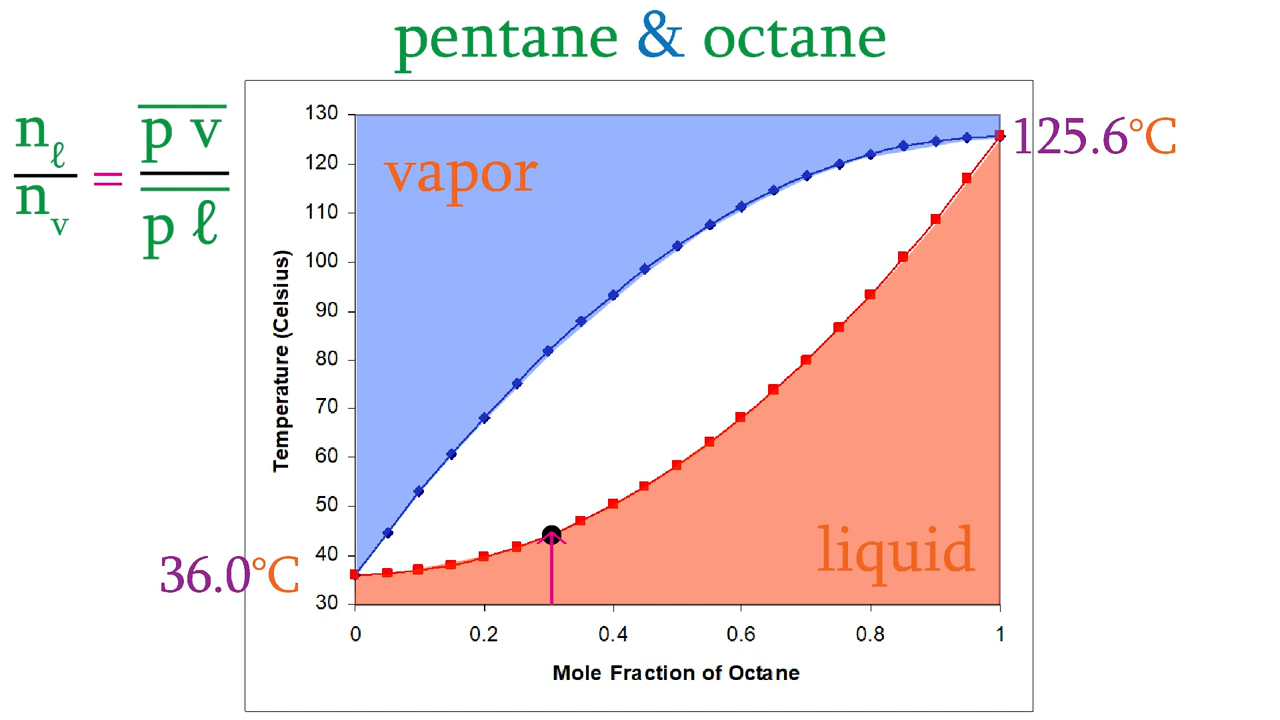 pentane & octane
nℓ / nv = p v / p ℓ
vapor
liquid
125.6°C
36.0°C
Temperature (Celsius)
130
120
110
100
90
80
70
60
50
40
30
0 0.2 0.4 0.6 0.8 1
Mole Fraction of Octane